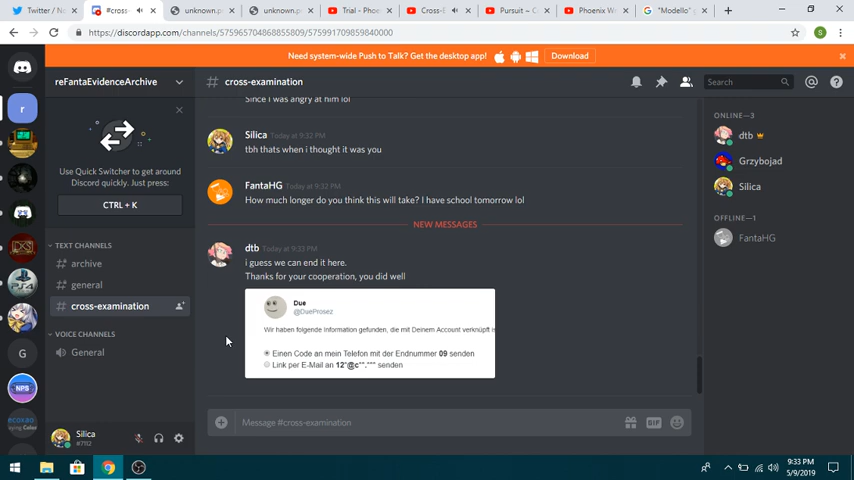 Twitter / No
#cross-
unknown.p
unknown.p
Trial - Phoe
Cross-E
Pursuit ~ C
Phoenix W
"Modello" p
https://discordapp.com/channels/575965704868855809/575991709859840000
Need system-wide Push to Talk? Get the desktop app!
Download
reFantaEvidenceArchive
# cross-examination
Search
Since i was angry at him lol
Use Quick Switcher to get around
Discord quickly. Just press:
CTRL + K
TEXT CHANNELS
# archive
# general
# cross-examination
VOICE CHANNELS
General
Silica Today at 9:32 PM
tbh thats when i thought it was you
FantaHG Today at 9:32 PM
How much longer do you think this will take? I have school tomorrow lol
NEW MESSAGES
dtb Today at 9:33 PM
i guess we can end it here.
Thanks for your cooperation, you did well
Due
@DueProsez
Wir haben folgende Information gefunden, die mit Deinem Account verknüpft is
Einen Code an mein Telefon mit der Endnummer 09 senden
Link per E-Mail an 12*@c**.*** senden
Message #cross-examination
GIF
ONLINE—3
dtb
Grzybojad
Silica
OFFLINE—1
FantaHG
G
NPS
Silica
#7112
9:33 PM
5/9/2019